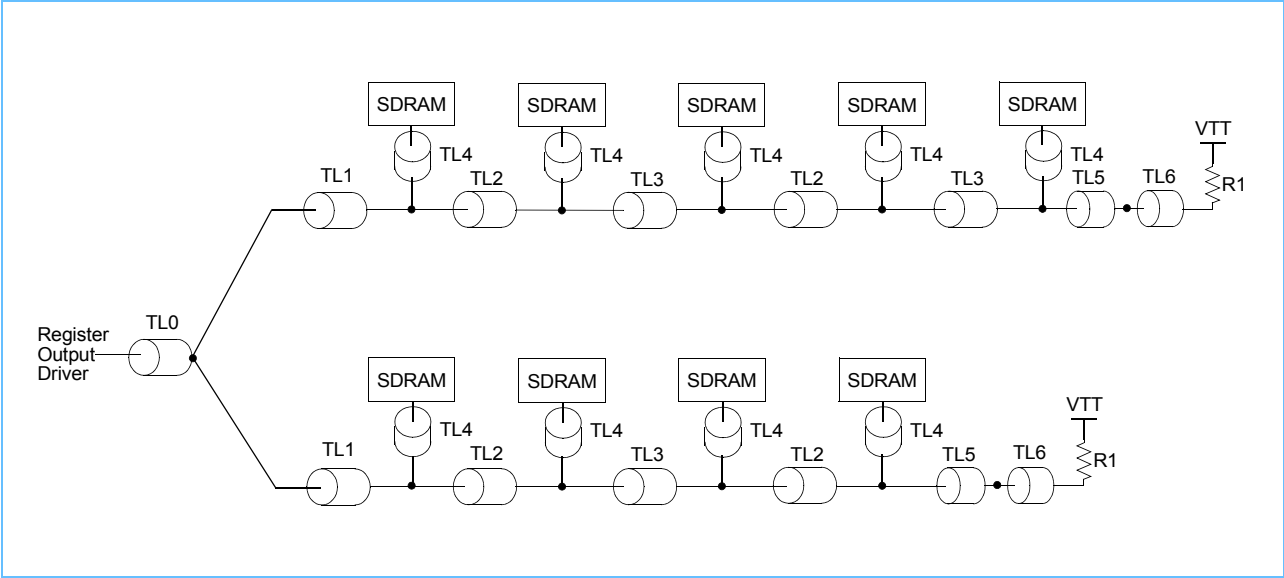 SDRAM SDRAM SDRAM SDRAM SDRAM
VTT
TL4 TL4 TL4 TL4 TL4
TL1 TL2 TL3 TL2 TL3 TL5 TL6
R1
TL0
Register
Output
Driver
SDRAM SDRAM SDRAM SDRAM
VTT
TL4 TL4 TL4 TL4
TL1 TL2 TL3 TL2 TL5 TL6
R1